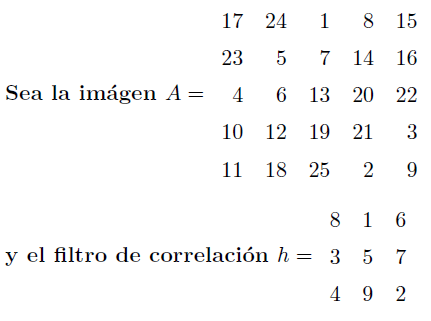 17 24 1 8 15
23 5 7 14 16
Sea la imágen A = 4 6 13 20 22
10 12 19 21 3
11 18 25 2 9
8 1 6
y el filtro de correlación h = 3 5 7
4 9 2